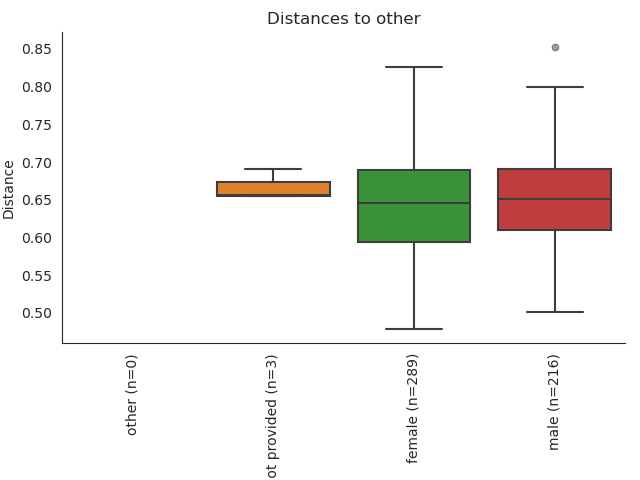 Distances to other
Distance
0.85
0.80
0.75
0.70
0.65
0.60
0.55
0.50
other (n=0)
ot provided (n=3)
female (n=289)
male (n=216)